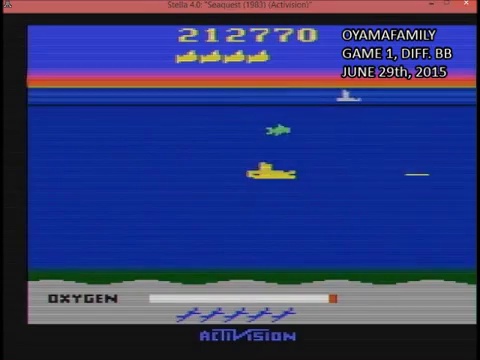 Stella 4.0: "Seaquest (1983) (Activision)"
212770
OYAMAFAMILY
GAME 1, DIFF. BB
JUNE 29th, 2015
OXYGEN
ACTIVISION